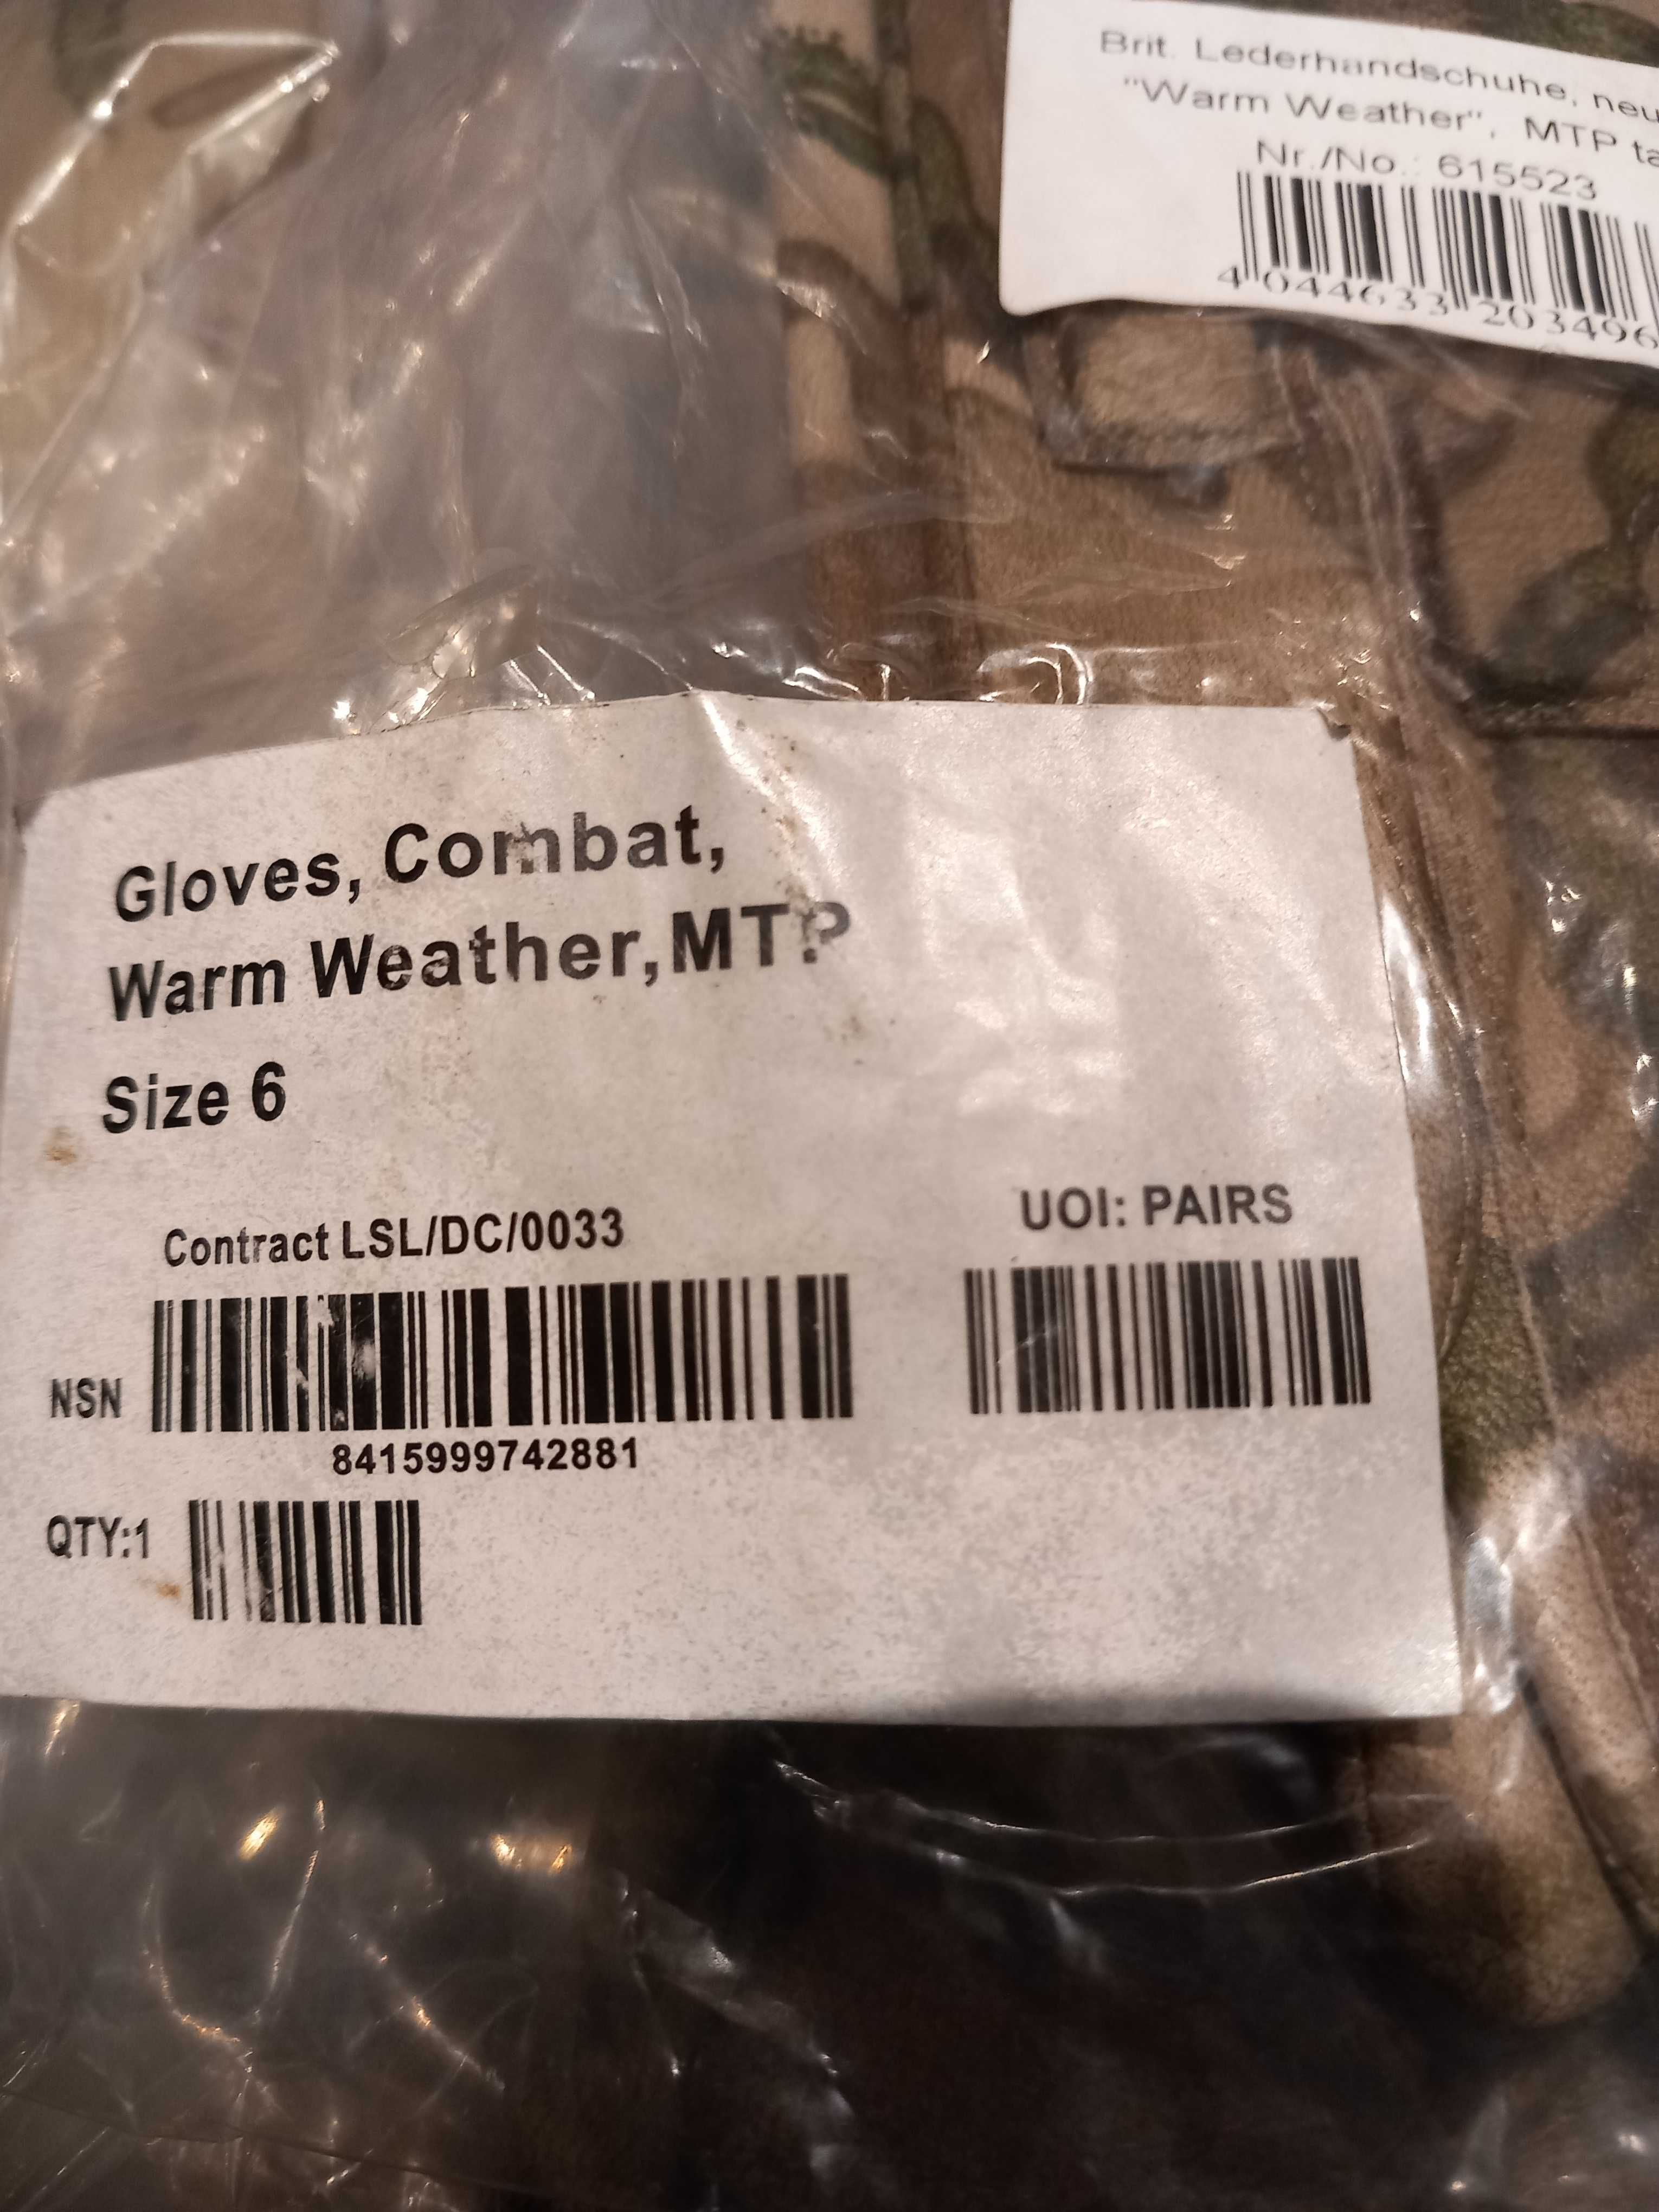 Brit. Lederhandschuhe, neu
"Warm Weather", MTP ta
Nr./No.: 615523
4 044633 203496
Gloves, Combat,
Warm Weather, MTP
Size 6
Contract LSL/DC/0033
UOI: PAIRS
NSN
8415999742881
QTY:1